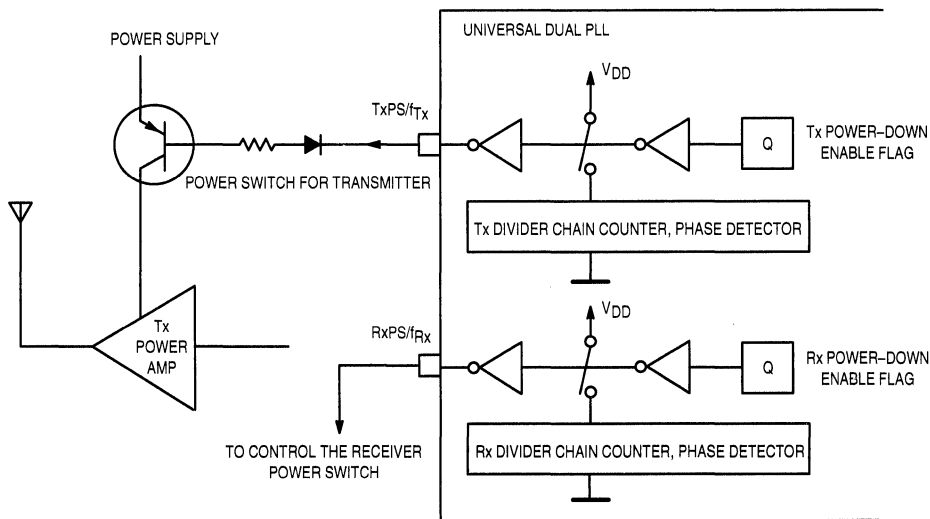 UNIVERSAL DUAL PLL
POWER SUPPLY
VDD
TxPS/fTx
Tx POWER–DOWN
ENABLE FLAG
Q
POWER SWITCH FOR TRANSMITTER
Tx DIVIDER CHAIN COUNTER, PHASE DETECTOR
VDD
Tx
POWER
AMP
RxPS/fRx
Rx POWER–DOWN
ENABLE FLAG
Q
TO CONTROL THE RECEIVER
POWER SWITCH
Rx DIVIDER CHAIN COUNTER, PHASE DETECTOR